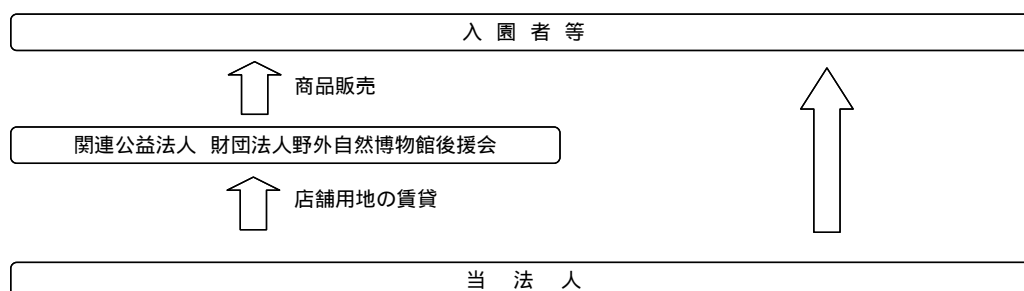 入園者等
商品販売
関連公益法人 財団法人野外自然博物館後援会
店舗用地の賃貸
当法人